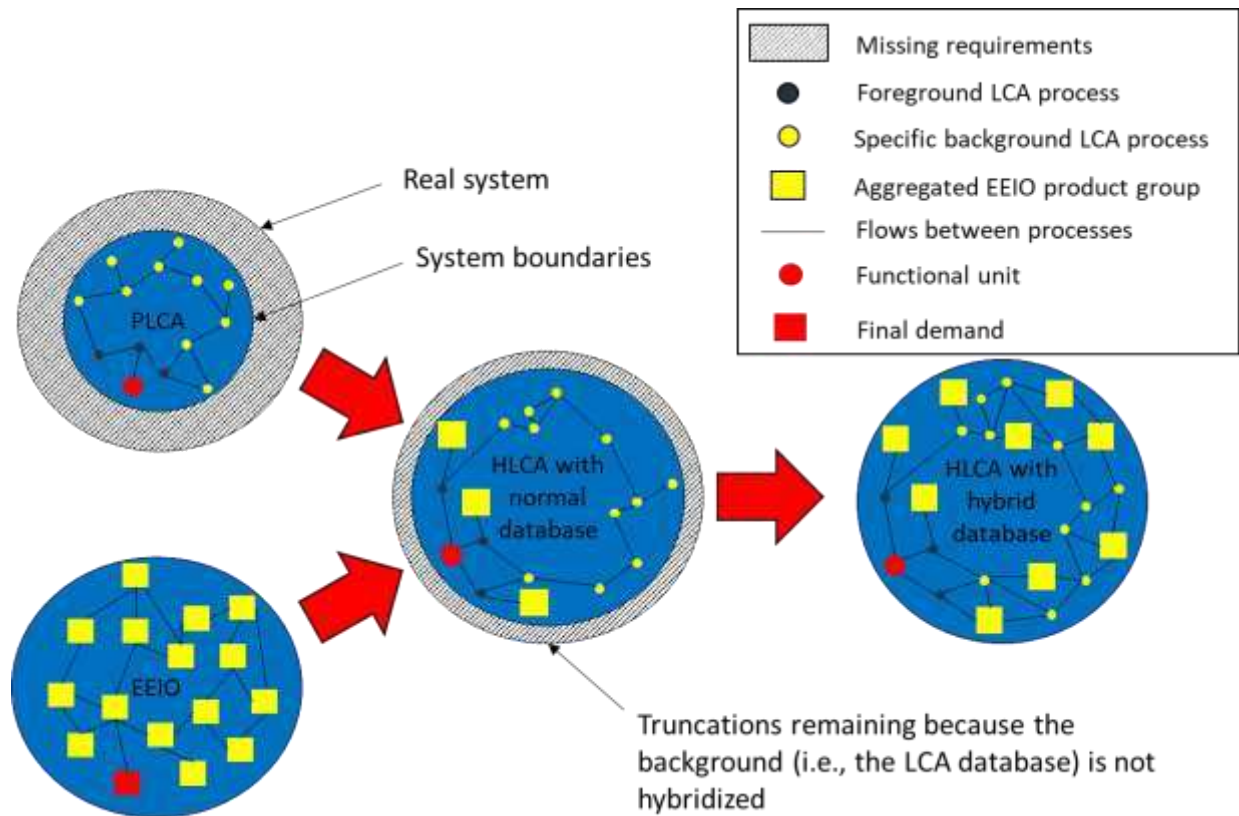 Missing requirements
Foreground LCA process
Specific background LCA process
Aggregated EEIO product group
Flows between processes
Functional unit
Final demand
Real system
System boundaries
PLCA
HLCA with
normal
database
HLCA with
hybrid
database
EEIO
Truncations remaining because the
background (i.e., the LCA database) is not
hybridized